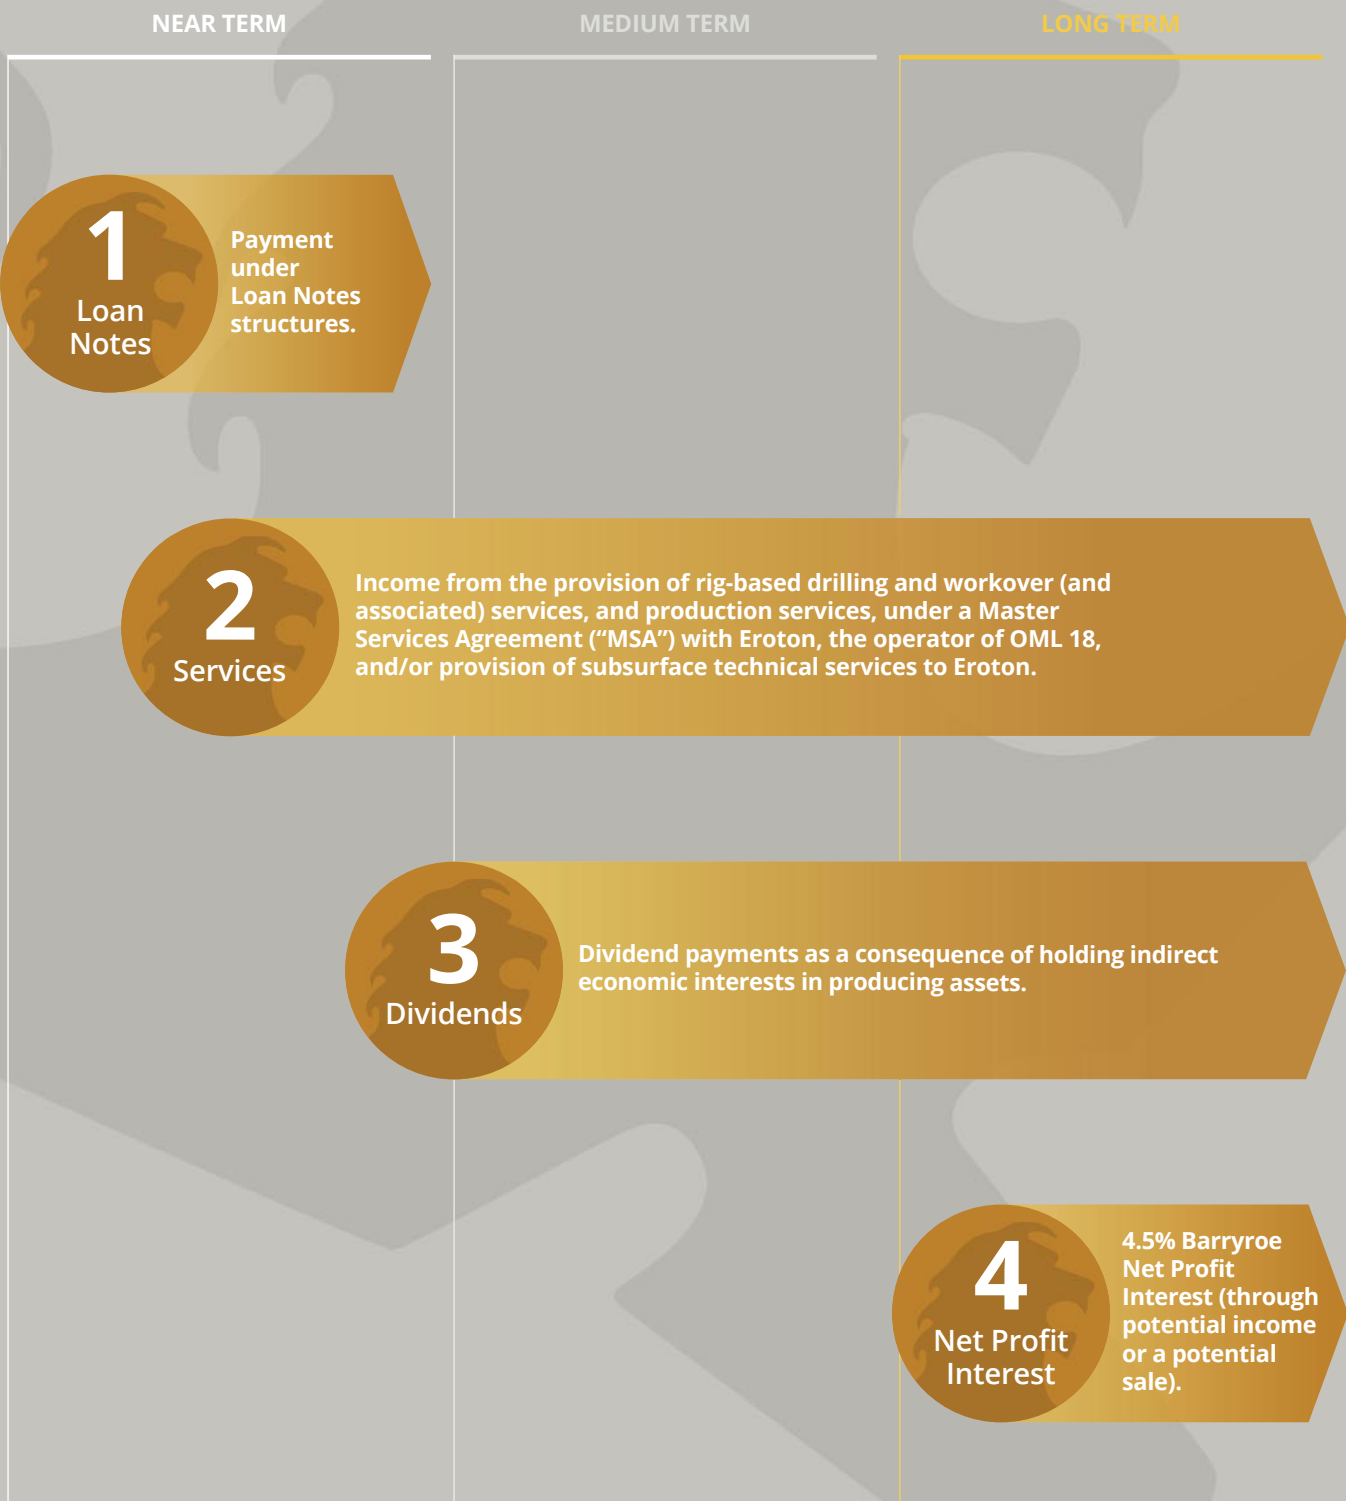 NEAR TERM
MEDIUM TERM
LONG TERM
1
Loan
Notes
Payment
under
Loan Notes
structures.
2
Services
Income from the provision of rig-based drilling and workover (and
associated) services, and production services, under a Master
Services Agreement (“MSA”) with Eroton, the operator of OML 18,
and/or provision of subsurface technical services to Eroton.
3
Dividends
Dividend payments as a consequence of holding indirect
economic interests in producing assets.
4
Net Profit
Interest
4.5% Barryroe
Net Profit
Interest (through
potential income
or a potential
sale).